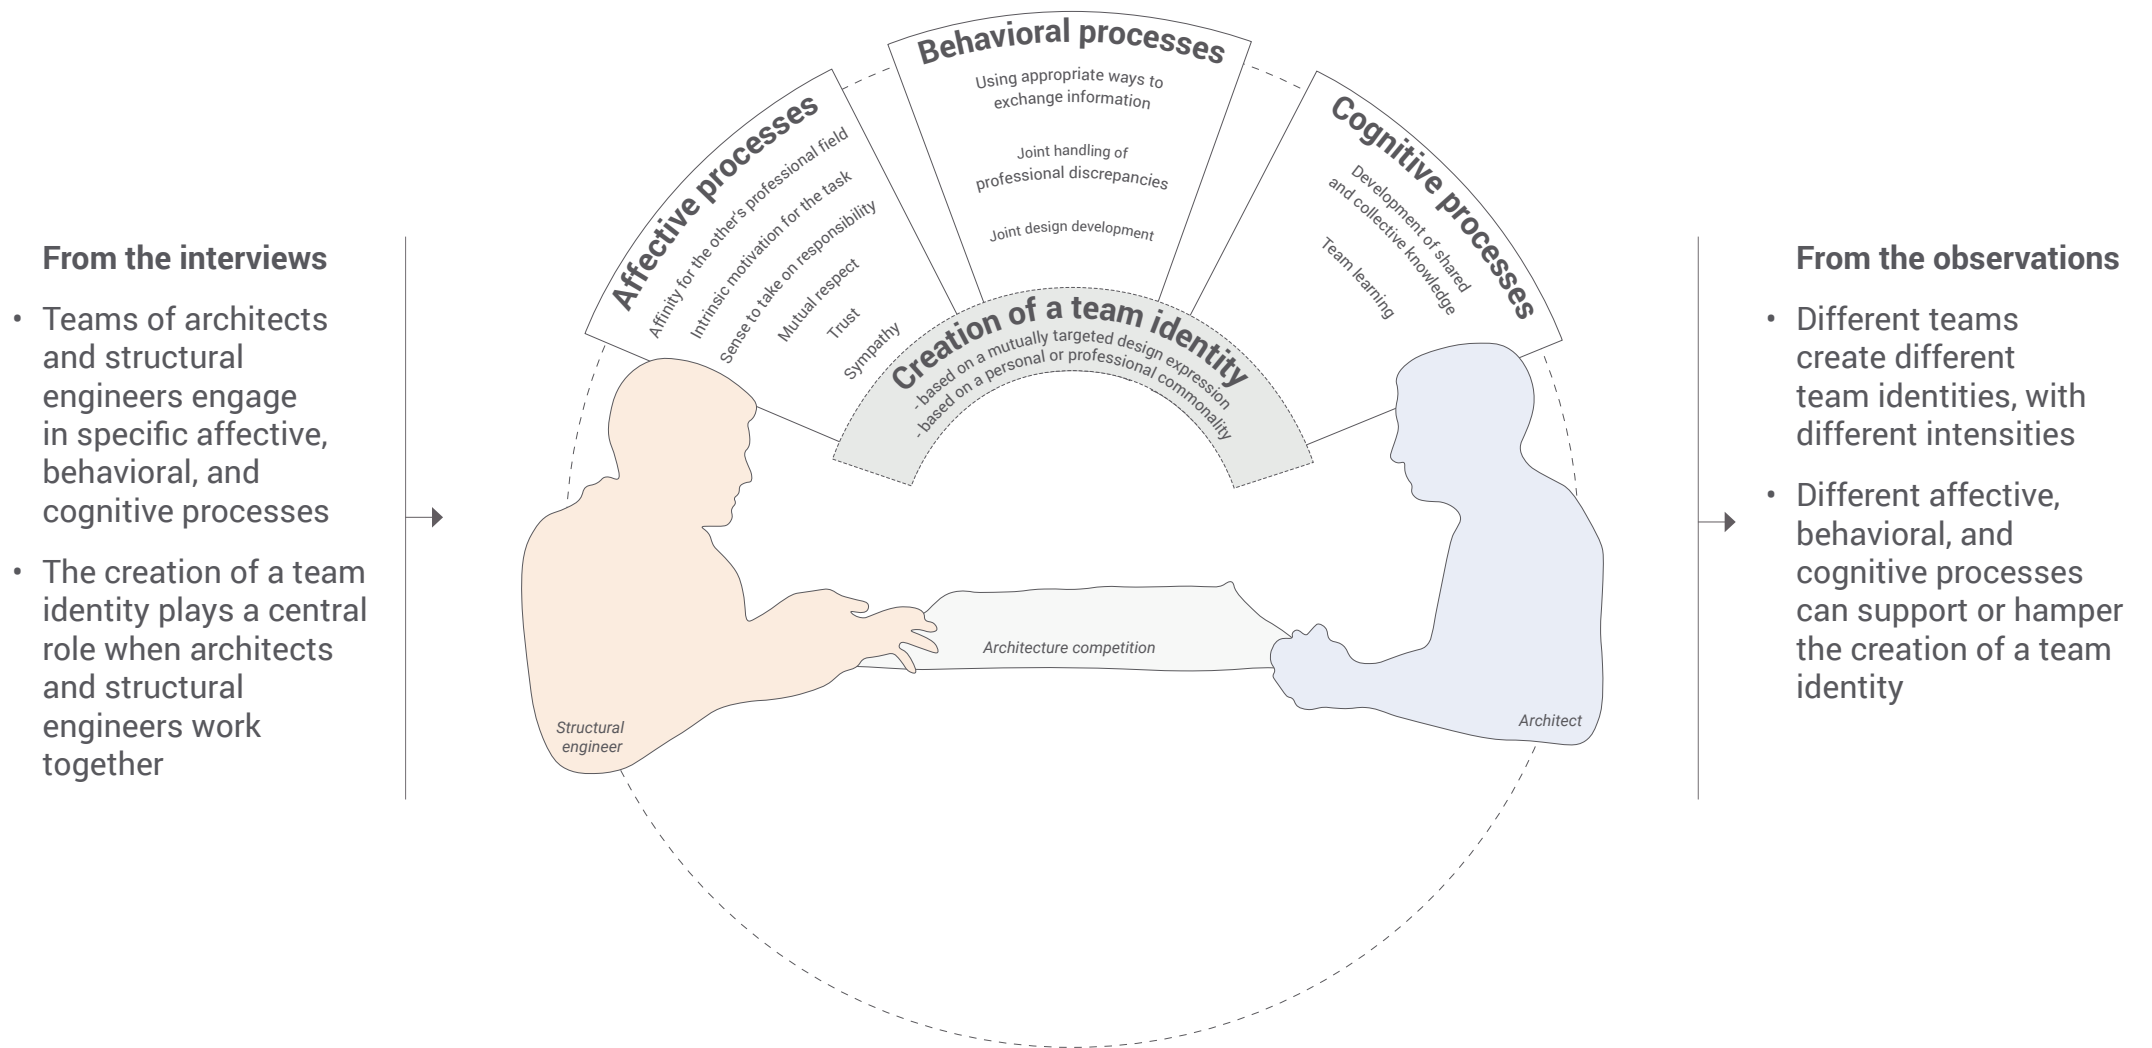 From the interviews
• Teams of architects
and structural
engineers engage
in specific affective,
behavioral, and
cognitive processes
• The creation of a team
identity plays a central
role when architects
and structural
engineers work
together
Affective processes
Affinity for the other's professional field
Intrinsic motivation for the task
Sense to take on responsibility
Mutual respect
Trust
Sympathy
Behavioral processes
Using appropriate ways to
exchange information
Joint handling of
professional discrepancies
Joint design development
Cognitive processes
Development of shared
and collective knowledge
Team learning
Creation of a team identity
- based on a mutually targeted design expression
- based on a personal or professional commonality
Architecture competition
Structural
engineer
Architect
From the observations
• Different teams
create different
team identities, with
different intensities
• Different affective,
behavioral, and
cognitive processes
can support or hamper
the creation of a team
identity